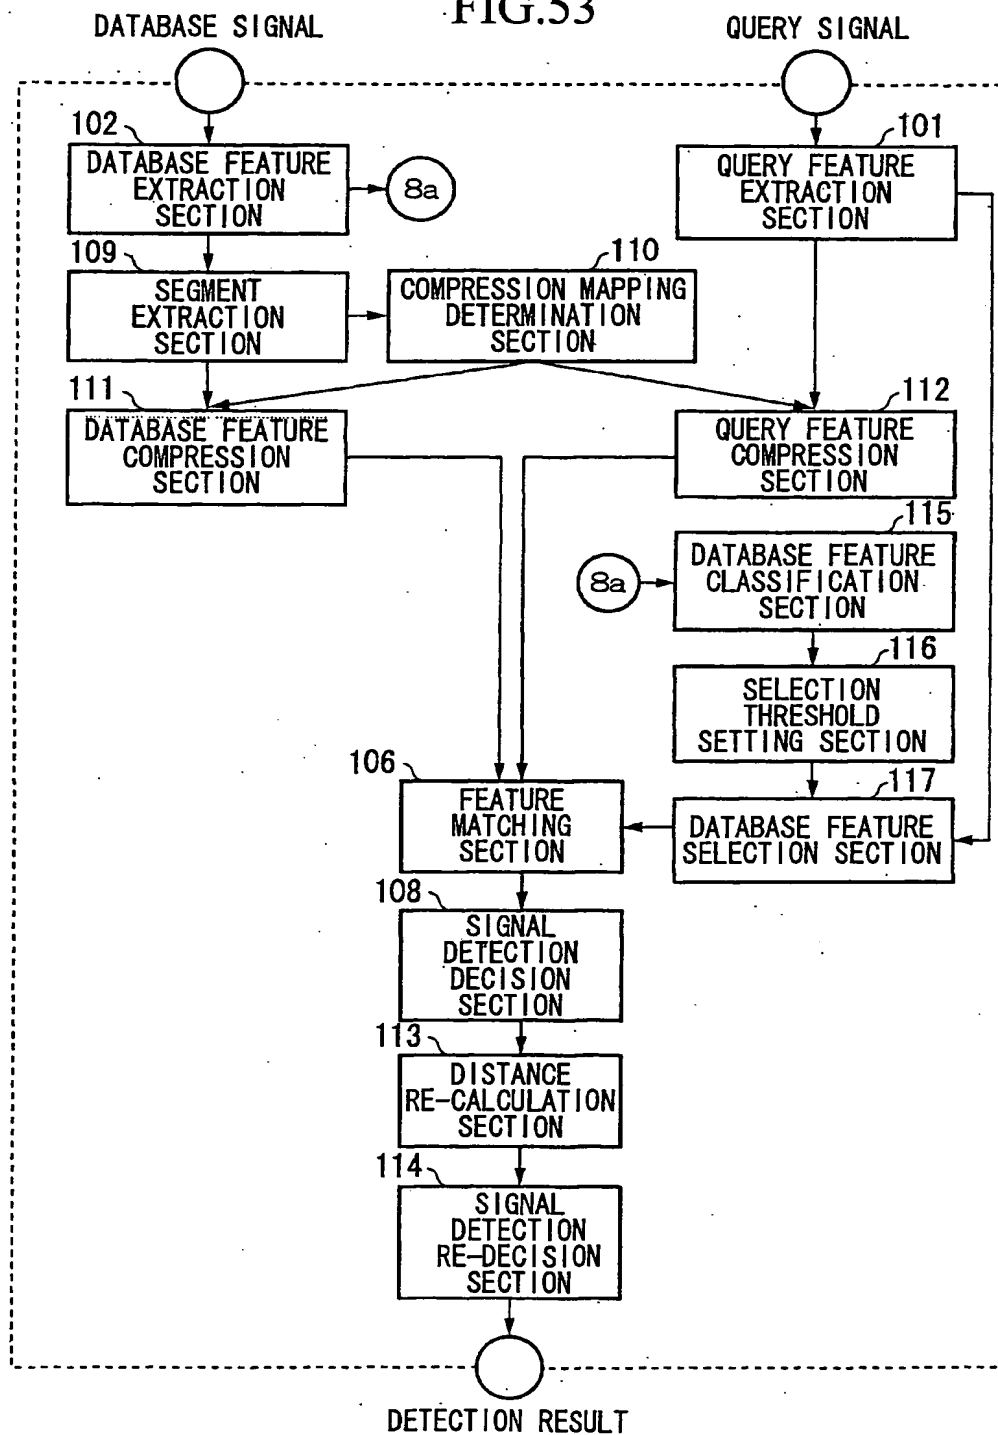 FIG.53
DATABASE SIGNAL
QUERY SIGNAL
102
DATABASE FEATURE
EXTRACTION
SECTION
8a
101
QUERY FEATURE
EXTRACTION
SECTION
109
SEGMENT
EXTRACTION
SECTION
110
COMPRESSION MAPPING
DETERMINATION
SECTION
111
DATABASE FEATURE
COMPRESSION
SECTION
112
QUERY FEATURE
COMPRESSION
SECTION
8a
115
DATABASE FEATURE
CLASSIFICATION
SECTION
116
SELECTION
THRESHOLD
SETTING SECTION
106
FEATURE
MATCHING
SECTION
117
DATABASE FEATURE
SELECTION SECTION
108
SIGNAL
DETECTION
DECISION
SECTION
113
DISTANCE
RE-CALCULATION
SECTION
114
SIGNAL
DETECTION
RE-DECISION
SECTION
DETECTION RESULT